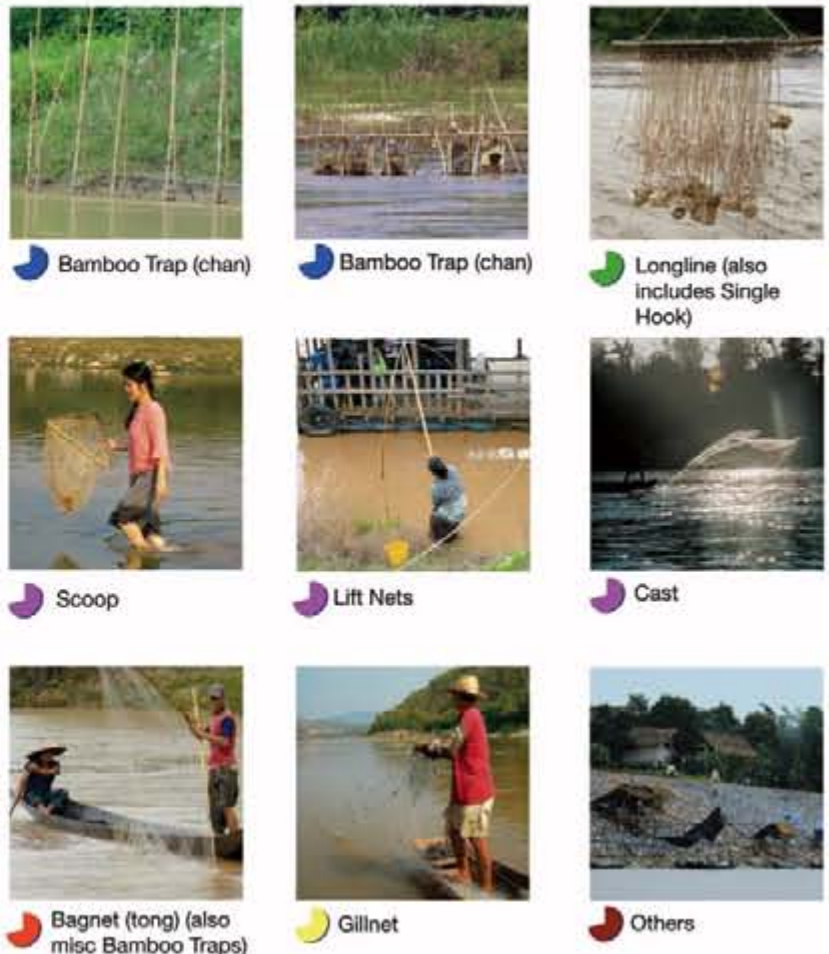 Bamboo Trap (chan)
Bamboo Trap (chan)
Longline (also
includes Single
Hook)
Scoop
Lift Nets
Cast
Bagnet (tong) (also
misc Bamboo Traps)
Gillnet
Others